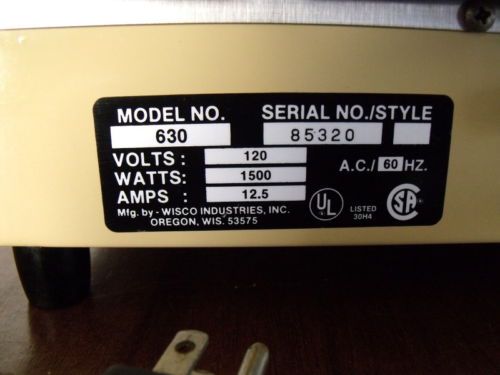 MODEL NO. SERIAL NO./STYLE
630 85320
VOLTS: 120
WATTS: 1500 A.C./60 HZ.
AMPS : 12.5
Mfg. by - WISCO INDUSTRIES, INC.
OREGON, WIS. 53575
UL LISTED
30H4
SA